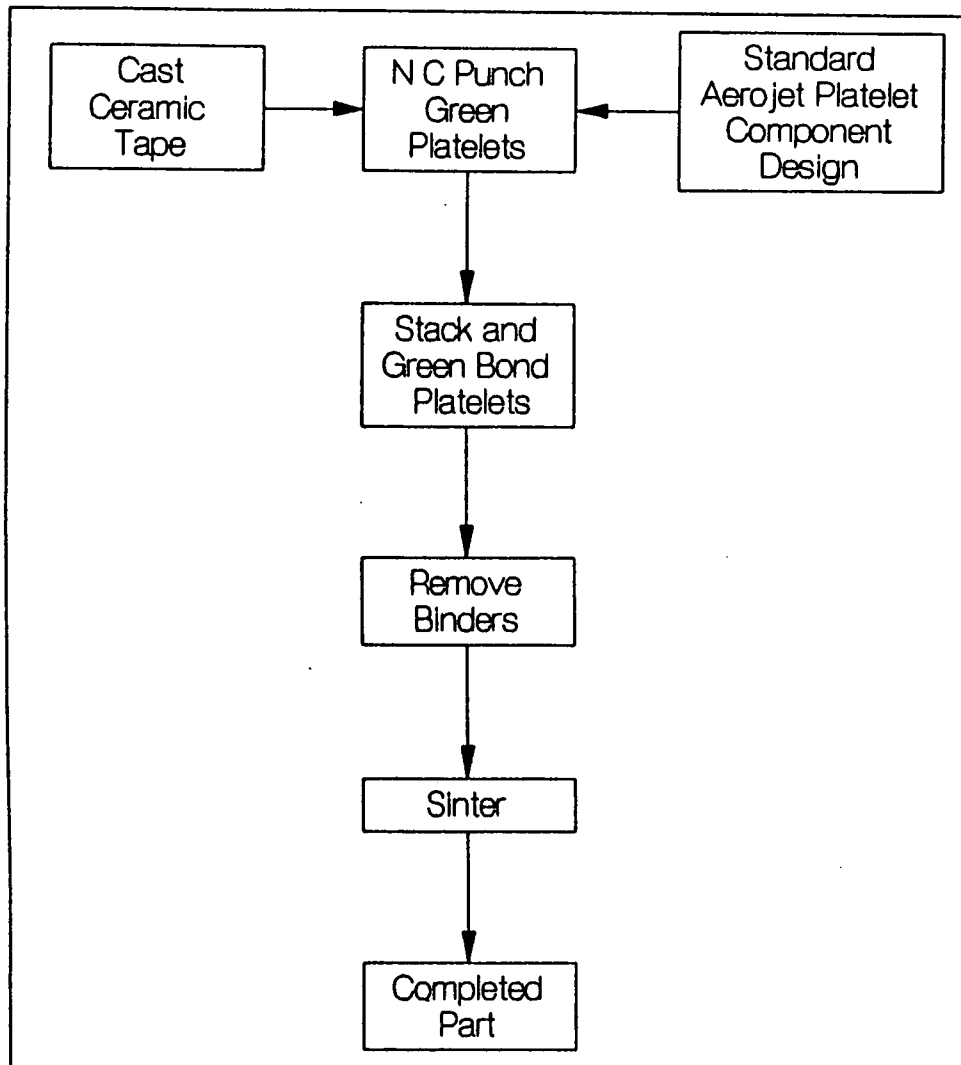 Cast
Ceramic
Tape
N C Punch
Green
Platelets
Standard
Aerojet Platelet
Component
Design
Stack and
Green Bond
Platelets
Remove
Binders
Sinter
Completed
Part